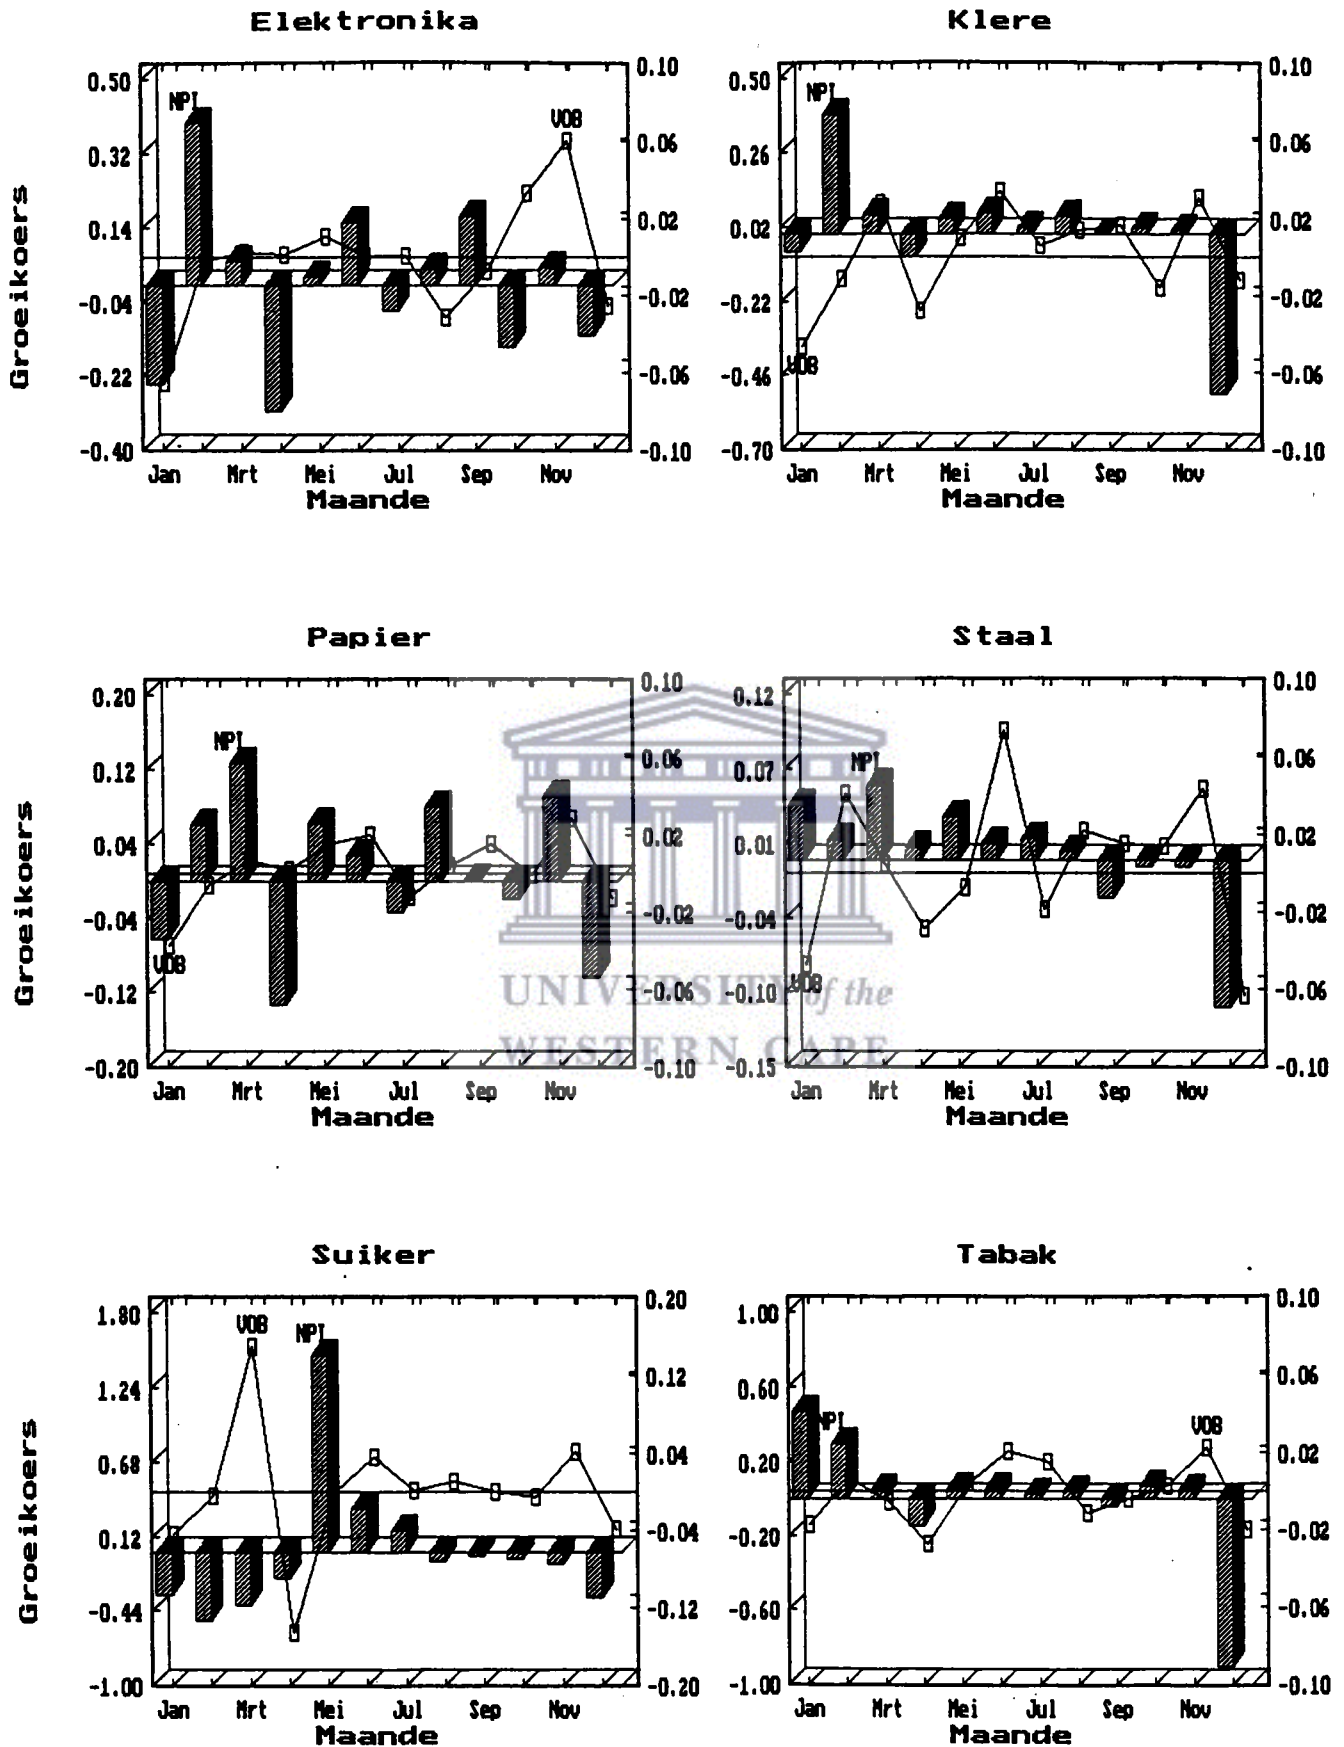 Elektronika
Groeikoers
0.50
0.32
0.14
-0.04
-0.22
-0.40
NPI
VOB
0.10
0.06
0.02
-0.02
-0.06
-0.10
Jan Mrt Mei Jul Sep Nov
Maande
Klere
0.50
0.26
0.02
-0.22
-0.46
-0.70
NPI
VOB
0.10
0.06
0.02
-0.02
-0.06
-0.10
Jan Mrt Mei Jul Sep Nov
Maande
Papier
Groeikoers
0.20
0.12
0.04
-0.04
-0.12
-0.20
NPI
VOB
0.10
0.06
0.02
-0.02
-0.06
-0.10
Jan Mrt Mei Jul Sep Nov
Maande
Staal
0.12
0.07
0.01
-0.04
-0.10
-0.15
NPI
VOB
0.10
0.06
0.02
-0.02
-0.06
-0.10
Jan Mrt Mei Jul Sep Nov
Maande
UNIVERSITY of the
WESTERN CAPE
Suiker
Groeikoers
1.80
1.24
0.68
0.12
-0.44
-1.00
VOB
NPI
0.20
0.12
0.04
-0.04
-0.12
-0.20
Jan Mrt Mei Jul Sep Nov
Maande
Tabak
1.00
0.60
0.20
-0.20
-0.60
-1.00
NPI
VOB
0.10
0.06
0.02
-0.02
-0.06
-0.10
Jan Mrt Mei Jul Sep Nov
Maande